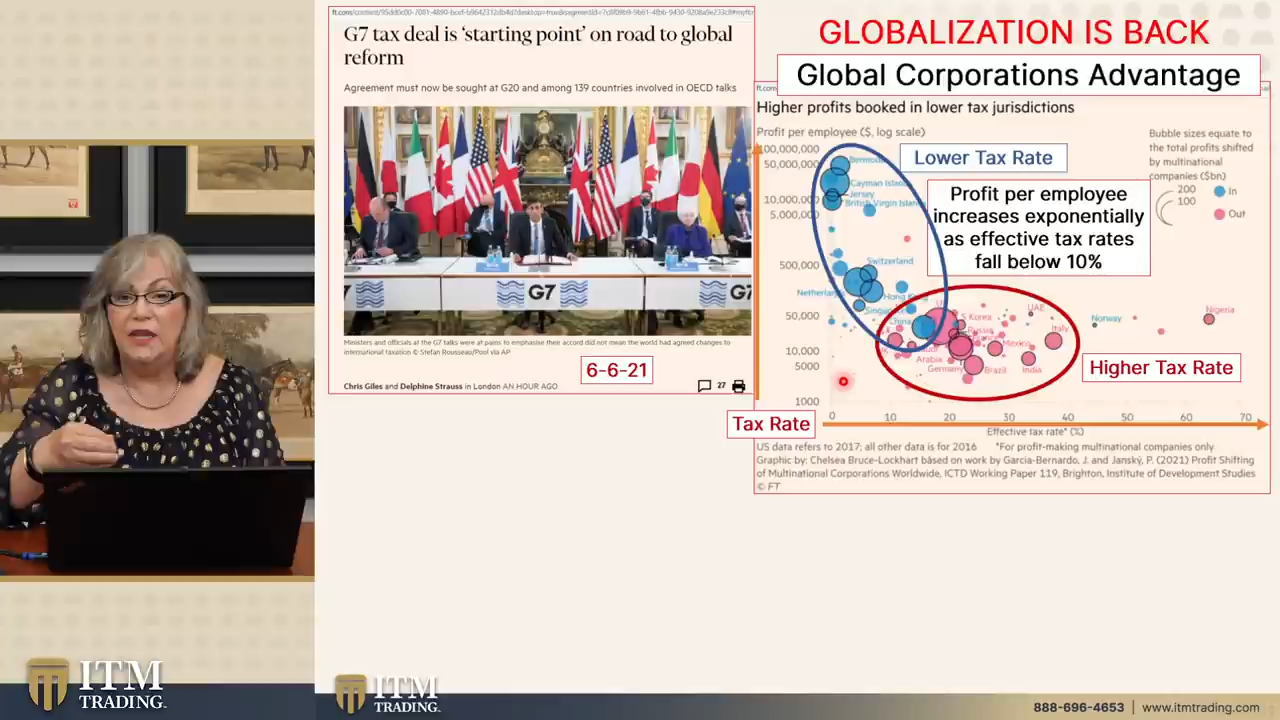 G7 tax deal is ‘starting point’ on road to global
reform
Agreement must now be sought at G20 and among 139 countries involved in OECD talks
G7
G7
G7
Ministers and officials at the G7 talks were at pains to emphasise their accord did not mean the world had agreed changes to
international taxation © Stefan Rousseau/Pool via AP
6-6-21
Chris Giles and Delphine Strauss in London AN HOUR AGO
27
GLOBALIZATION IS BACK
Global Corporations Advantage
Higher profits booked in lower tax jurisdictions
Profit per employee ($, log scale)
Bubble sizes equate to
the total profits shifted
by multinational
companies ($bn)
200
100
In
Out
100,000,000
50,000,000
10,000,000
5,000,000
500,000
50,000
10,000
5000
1000
Lower Tax Rate
Profit per employee
increases exponentially
as effective tax rates
fall below 10%
Bermuda
Cayman Islands
Jersey
British Virgin Islands
Switzerland
Hong
China
S Korea
UAE
Russia
Mexico
Italy
Arabia
Germany
Brazil
India
Norway
Nigeria
Higher Tax Rate
Tax Rate
0 10 20 30 40 50 60 70
Effective tax rate* (%)
US data refers to 2017; all other data is for 2016 *For profit-making multinational companies only
Graphic by: Chelsea Bruce-Lockhart based on work by Garcia-Bernardo, J. and Janský, P. (2021) Profit Shifting
of Multinational Corporations Worldwide, ICTD Working Paper 119, Brighton, Institute of Development Studies
© FT
ITM
TRADING
ITM
TRADING
888-696-4653 | www.itmtrading.com